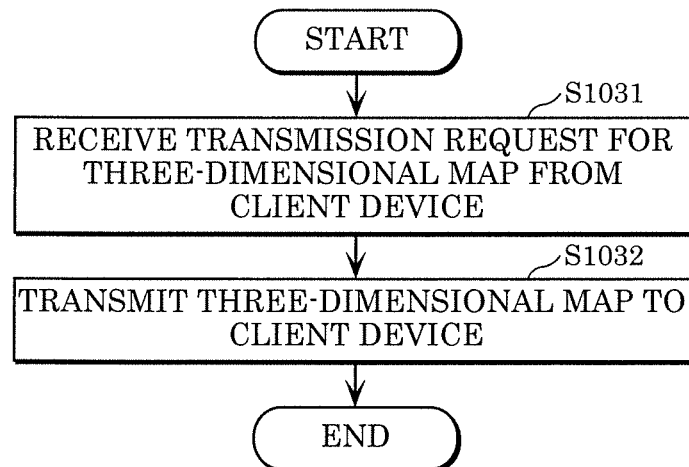 START
S1031
RECEIVE TRANSMISSION REQUEST FOR
THREE-DIMENSIONAL MAP FROM
CLIENT DEVICE
S1032
TRANSMIT THREE-DIMENSIONAL MAP TO
CLIENT DEVICE
END